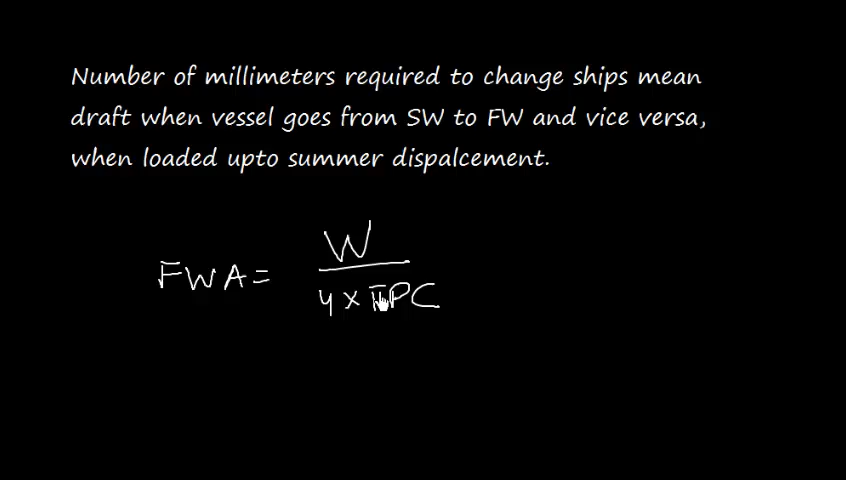 Number of millimeters required to change ships mean
draft when vessel goes from SW to FW and vice versa,
when loaded upto summer dispalcement.
FWA = W
4 x TPC